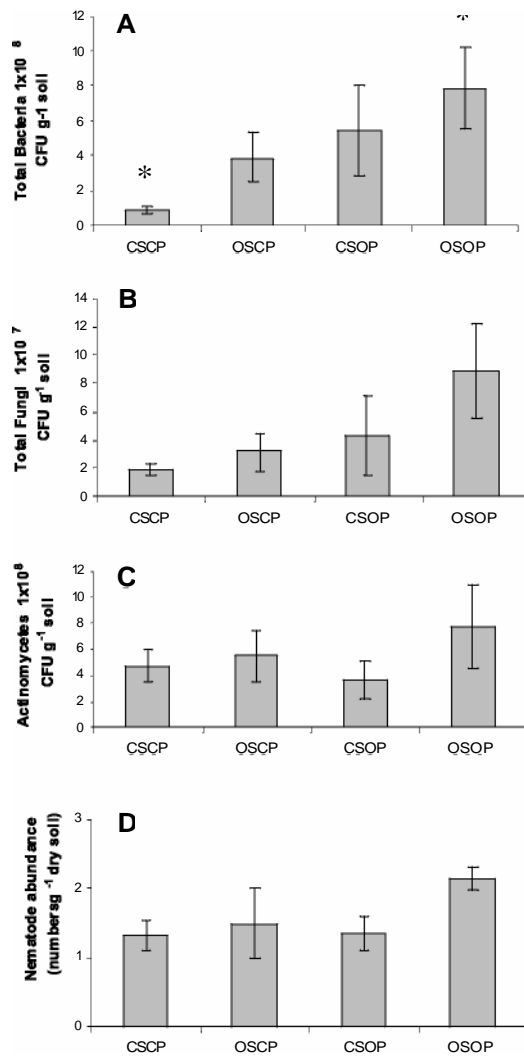 A
Total Bacteria 1x10 8
CFU g-1 soil
12
10
8
6
4
2
0
*
*
CSCP
OSCP
CSOP
OSOP
B
Total Fungi 1x10 7
CFU g-1 soil
14
12
10
8
6
4
2
0
CSCP
OSCP
CSOP
OSOP
C
Actinomycetes 1x108
CFU g-1 soil
12
10
8
6
4
2
0
CSCP
OSCP
CSOP
OSOP
D
Nematode abundance
(numbersg -1 dry soil)
3
2
1
0
CSCP
OSCP
CSOP
OSOP